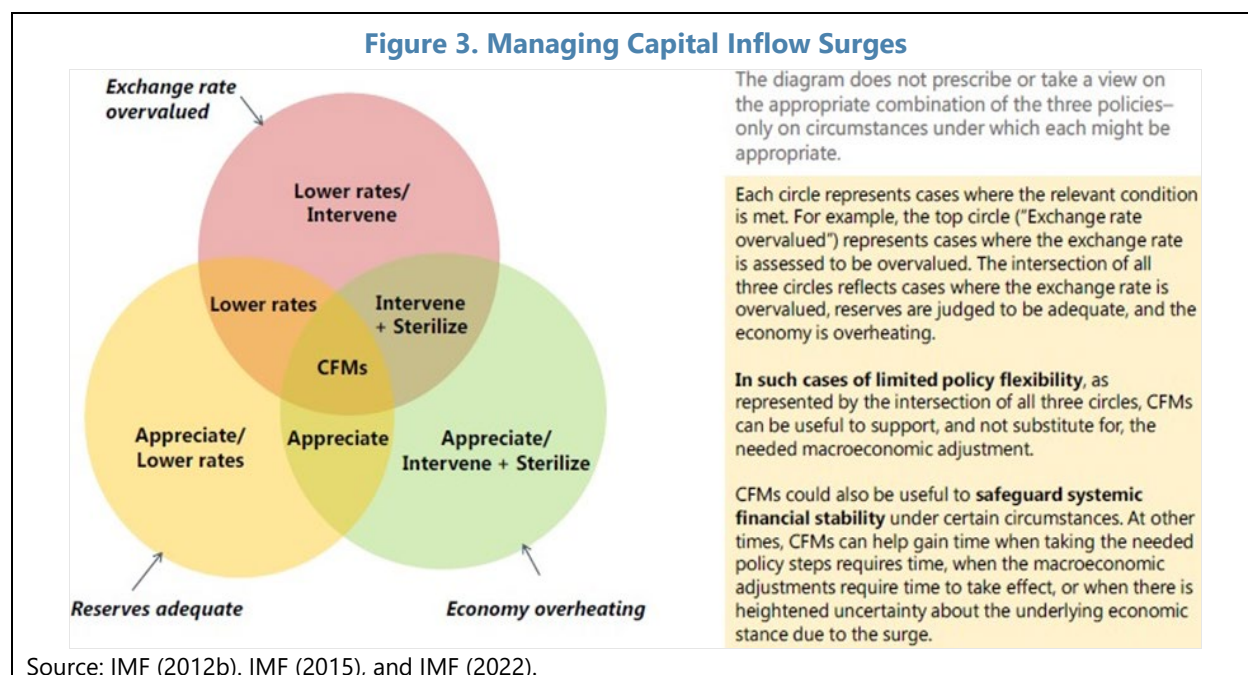 Figure 3. Managing Capital Inflow Surges
Exchange rate
overvalued
Lower rates/
Intervene
Lower rates
Intervene
+ Sterilize
CFMs
Appreciate/
Lower rates
Appreciate
Appreciate/
Intervene + Sterilize
Reserves adequate
Economy overheating
The diagram does not prescribe or take a view on
the appropriate combination of the three policies–
only on circumstances under which each might be
appropriate.
Each circle represents cases where the relevant condition
is met. For example, the top circle ("Exchange rate
overvalued") represents cases where the exchange rate
is assessed to be overvalued. The intersection of all
three circles reflects cases where the exchange rate is
overvalued, reserves are judged to be adequate, and the
economy is overheating.
In such cases of limited policy flexibility, as
represented by the intersection of all three circles, CFMs
can be useful to support, and not substitute for, the
needed macroeconomic adjustment.
CFMs could also be useful to safeguard systemic
financial stability under certain circumstances. At other
times, CFMs can help gain time when taking the needed
policy steps requires time, when the macroeconomic
adjustments require time to take effect, or when there is
heightened uncertainty about the underlying economic
stance due to the surge.
Source: IMF (2012b). IMF (2015), and IMF (2022).